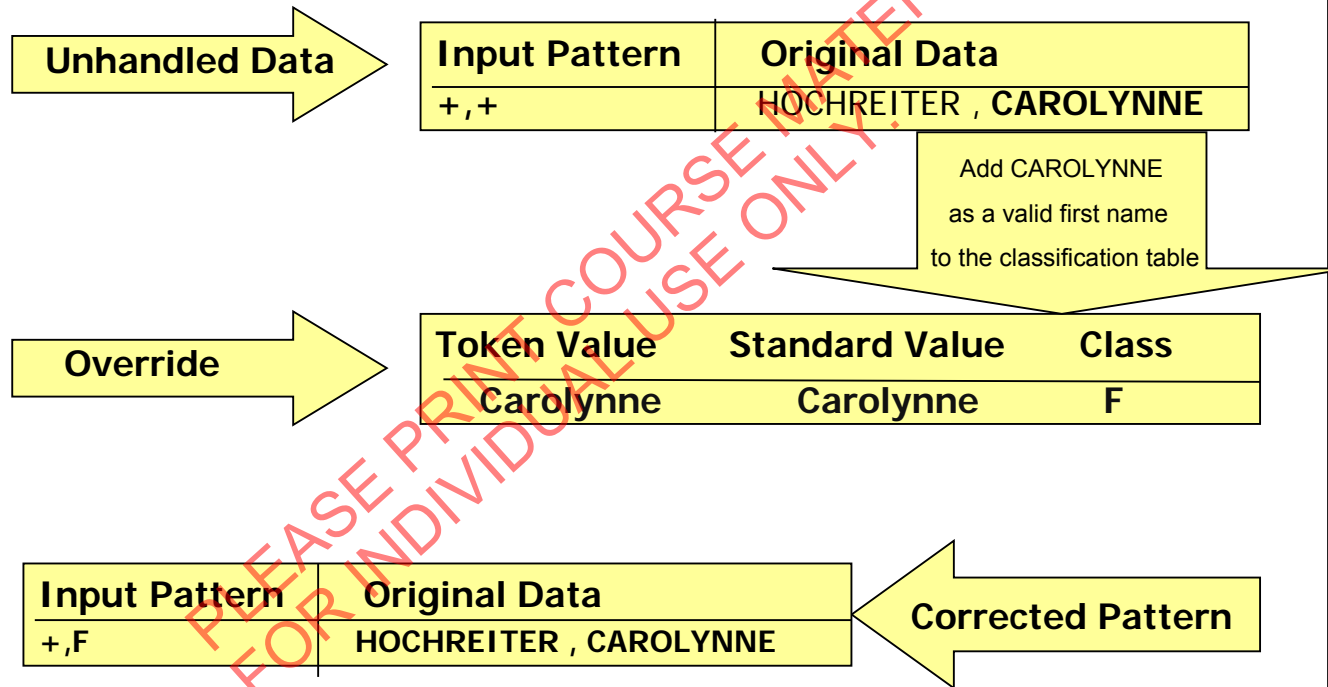 Unhandled Data
Input Pattern Original Data
+,+ HOCHREITER , CAROLYNNE
Add CAROLYNNE
as a valid first name
to the classification table
Override
Token Value Standard Value Class
Carolynne Carolynne F
Input Pattern Original Data
+,F HOCHREITER , CAROLYNNE
Corrected Pattern
PLEASE PRINT COURSE
FOR INDIVIDUAL USE ONLY.